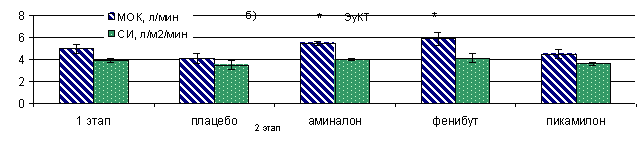 8
МОК, л/мин б) * ЭуКТ *
6
СИ, л/м2/мин
4
2
0
1 этап плацебо аминалон фенибут пикамилон
2 этап